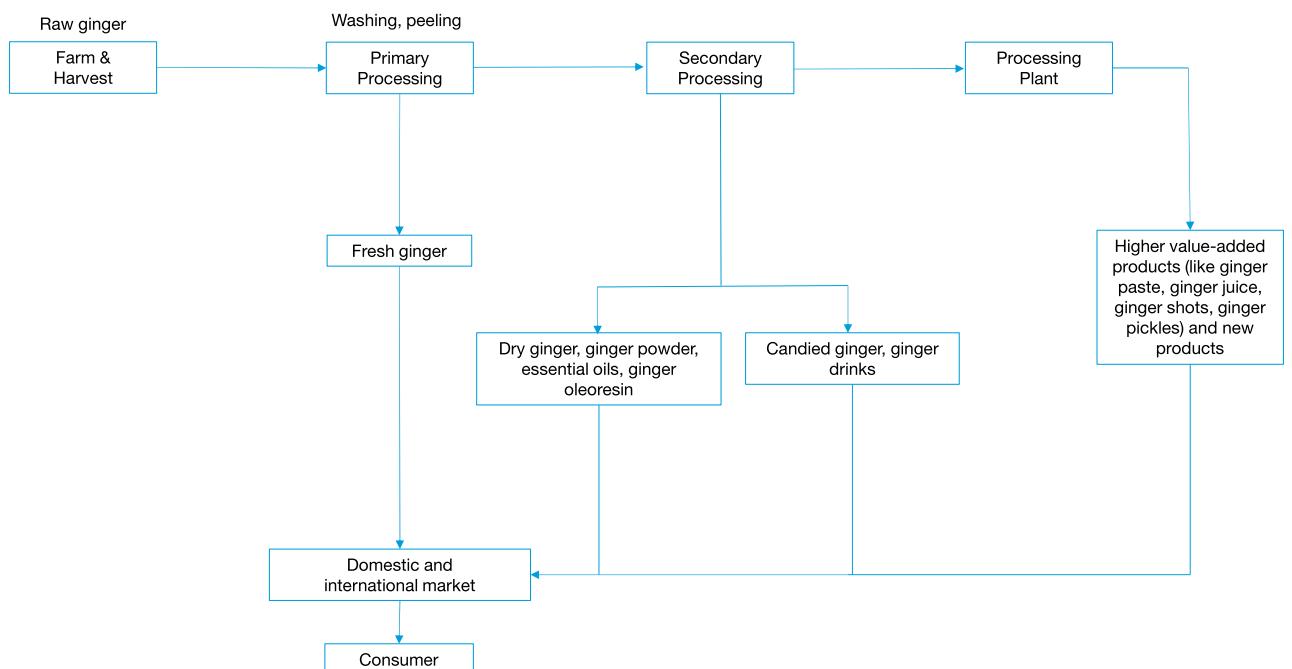 Raw ginger
Washing, peeling
Farm &
Harvest
Primary
Processing
Secondary
Processing
Processing
Plant
Fresh ginger
Higher value-added
products (like ginger
paste, ginger juice,
ginger shots, ginger
pickles) and new
products
Dry ginger, ginger powder,
essential oils, ginger
oleoresin
Candied ginger, ginger
drinks
Domestic and
international market
Consumer